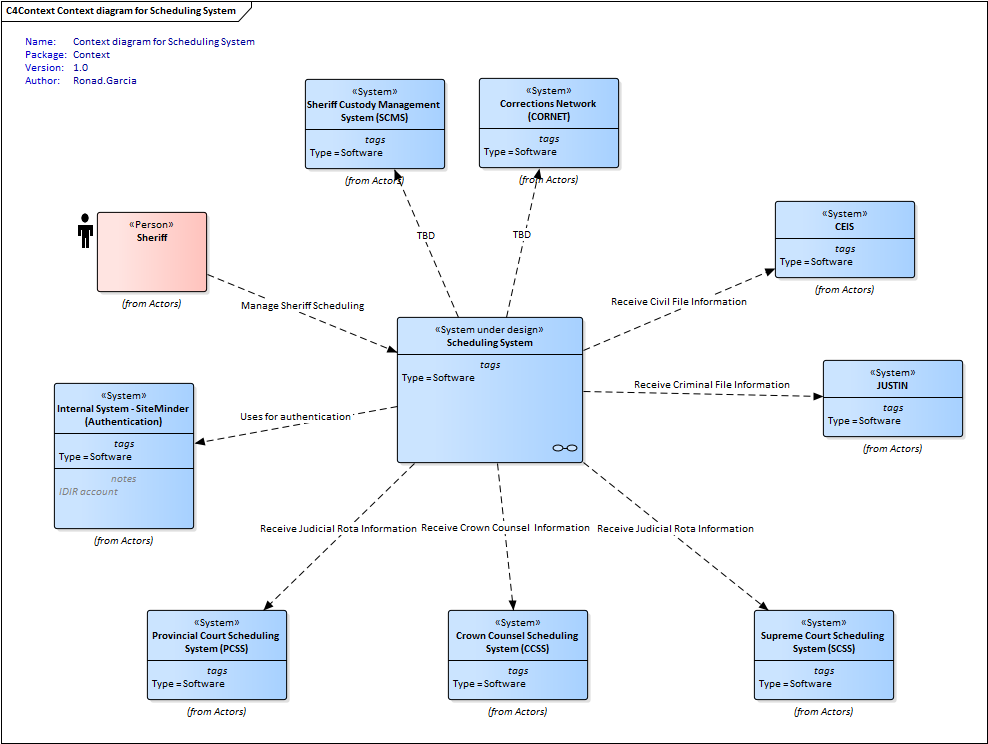 C4Context Context diagram for Scheduling System
Name: Context diagram for Scheduling System
Package: Context
Version: 1.0
Author: Ronad.Garcia
«System»
Sheriff Custody Management
System (SCMS)
tags
Type = Software
(from Actors)
«System»
Corrections Network
(CORNET)
tags
Type = Software
(from Actors)
«Person»
Sheriff
(from Actors)
«System»
CEIS
tags
Type = Software
(from Actors)
TBD
TBD
Manage Sheriff Scheduling
Receive Civil File Information
«System under design»
Scheduling System
tags
Type = Software
«System»
JUSTIN
tags
Type = Software
(from Actors)
Receive Criminal File Information
«System»
Internal System - SiteMinder
(Authentication)
tags
Type = Software
notes
IDIR account
(from Actors)
Uses for authentication
Receive Judicial Rota Information
Receive Crown Counsel Information
Receive Judicial Rota Information
«System»
Provincial Court Scheduling
System (PCSS)
tags
Type = Software
(from Actors)
«System»
Crown Counsel Scheduling
System (CCSS)
tags
Type = Software
(from Actors)
«System»
Supreme Court Scheduling
System (SCSS)
tags
Type = Software
(from Actors)